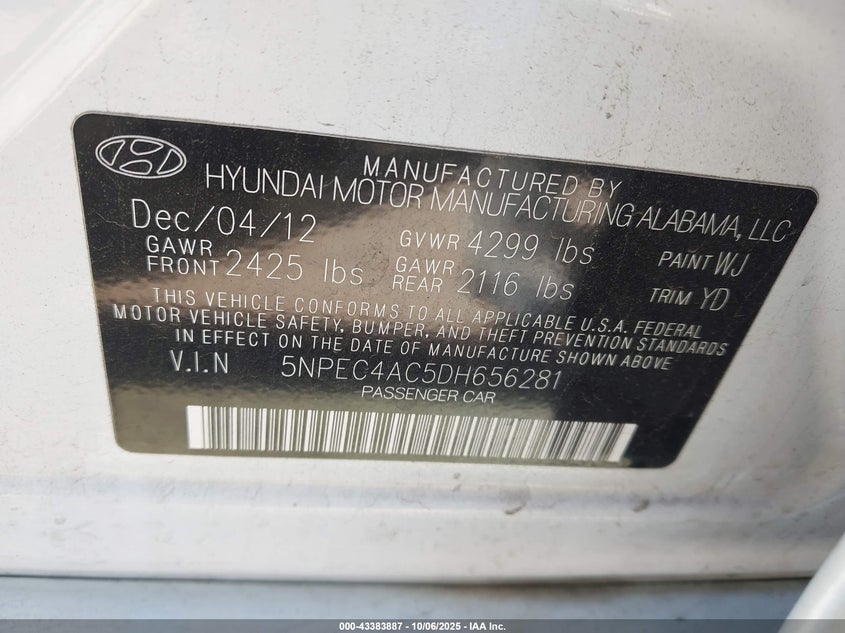 MANUFACTURED BY
HYUNDAI MOTOR MANUFACTURING ALABAMA, LLC
Dec/04/12 GVWR 4299 lbs PAINT WJ
GAWR FRONT 2425 lbs GAWR REAR 2116 lbs TRIM YD
THIS VEHICLE CONFORMS TO ALL APPLICABLE U.S.A. FEDERAL
MOTOR VEHICLE SAFETY, BUMPER, AND THEFT PREVENTION STANDARDS
IN EFFECT ON THE DATE OF MANUFACTURE SHOWN ABOVE
V.I.N 5NPEC4AC5DH656281
PASSENGER CAR
000-43383887 - 10/06/2025 - IAA Inc.